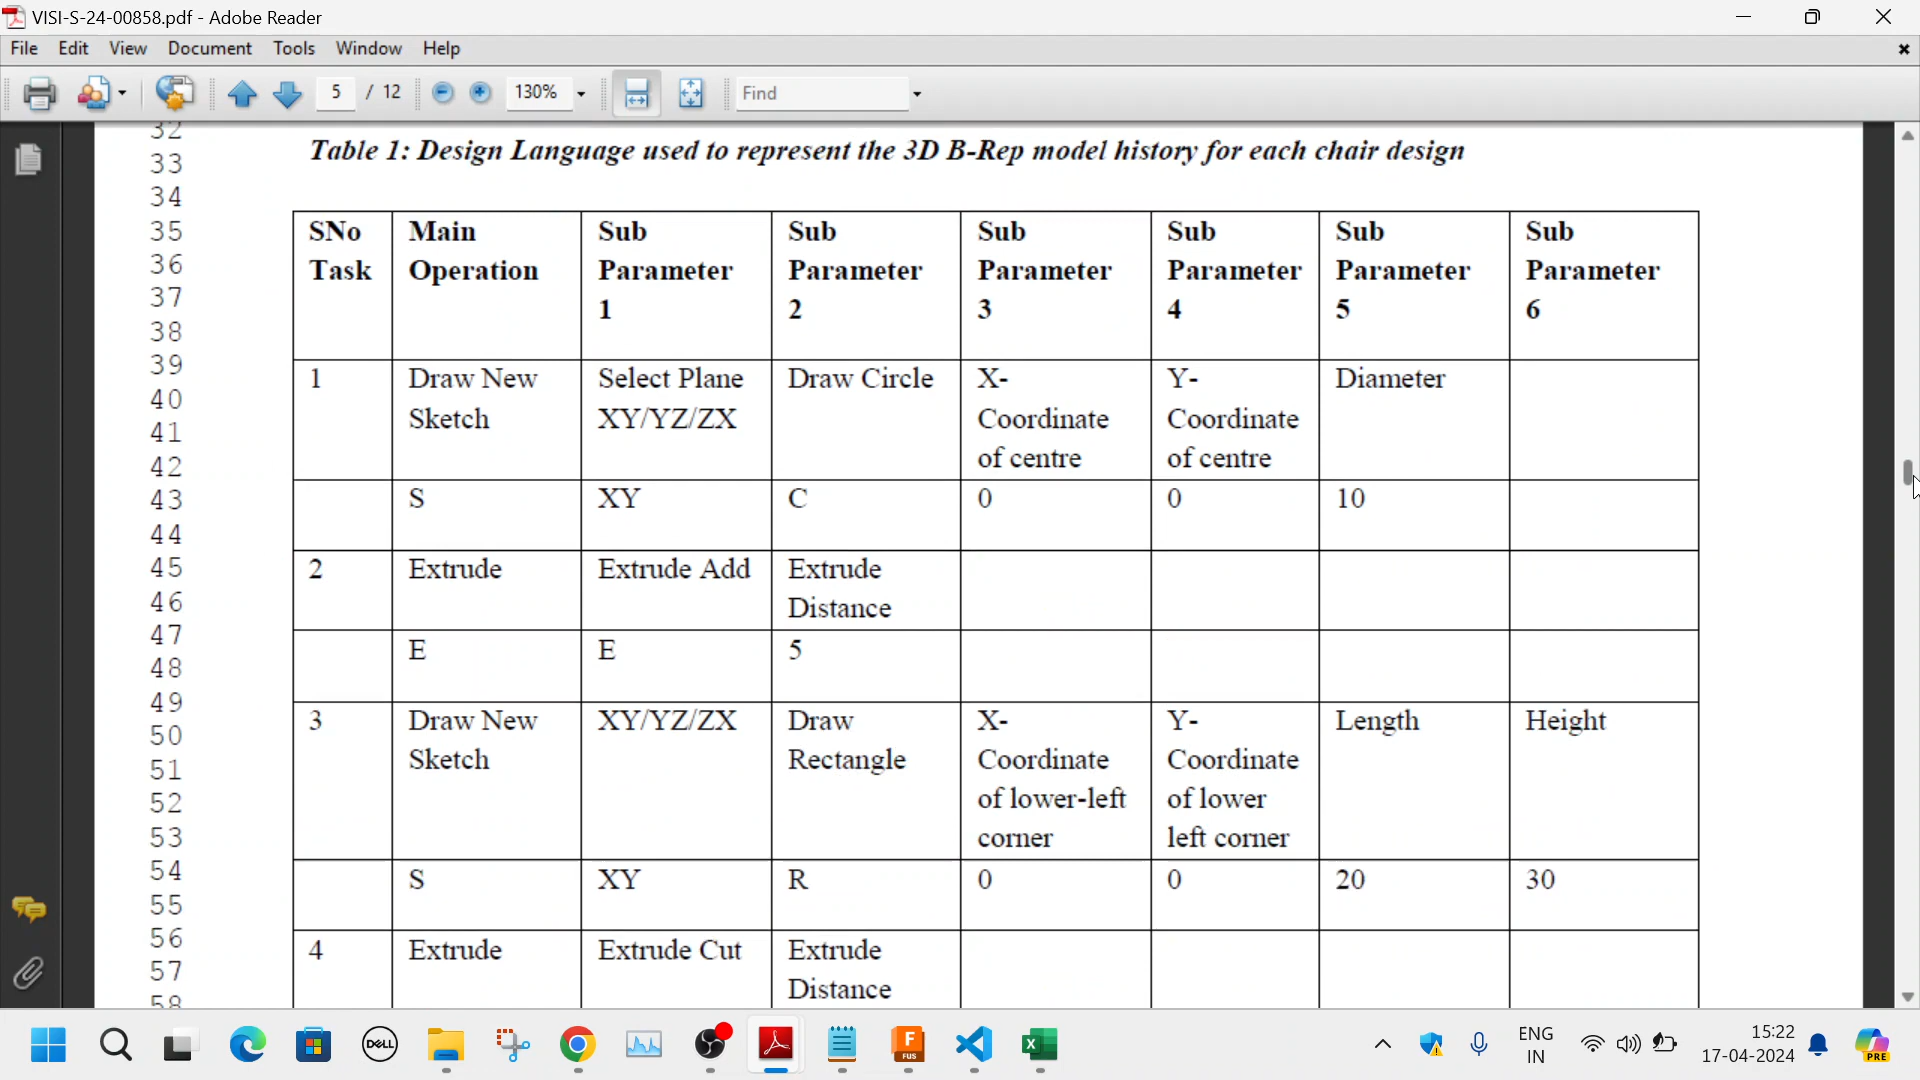 VISI-S-24-00858.pdf - Adobe Reader
File Edit View Document Tools Window Help
5 / 12 130% Find
32
33 Table 1: Design Language used to represent the 3D B-Rep model history for each chair design
34
35
36
37
38
39
40
41
42
43
44
45
46
47
48
49
50
51
52
53
54
55
56
57
58
SNo Task
Main Operation
Sub Parameter 1
Sub Parameter 2
Sub Parameter 3
Sub Parameter 4
Sub Parameter 5
Sub Parameter 6
1
Draw New Sketch
Select Plane XY/YZ/ZX
Draw Circle
X-Coordinate of centre
Y-Coordinate of centre
Diameter
S XY C 0 0 10
2
Extrude
Extrude Add
Extrude Distance
E E 5
3
Draw New Sketch
XY/YZ/ZX
Draw Rectangle
X-Coordinate of lower-left corner
Y-Coordinate of lower left corner
Length
Height
S XY R 0 0 20 30
4
Extrude
Extrude Cut
Extrude Distance
DELL
FUS
ENG
IN
15:22
17-04-2024
PRE